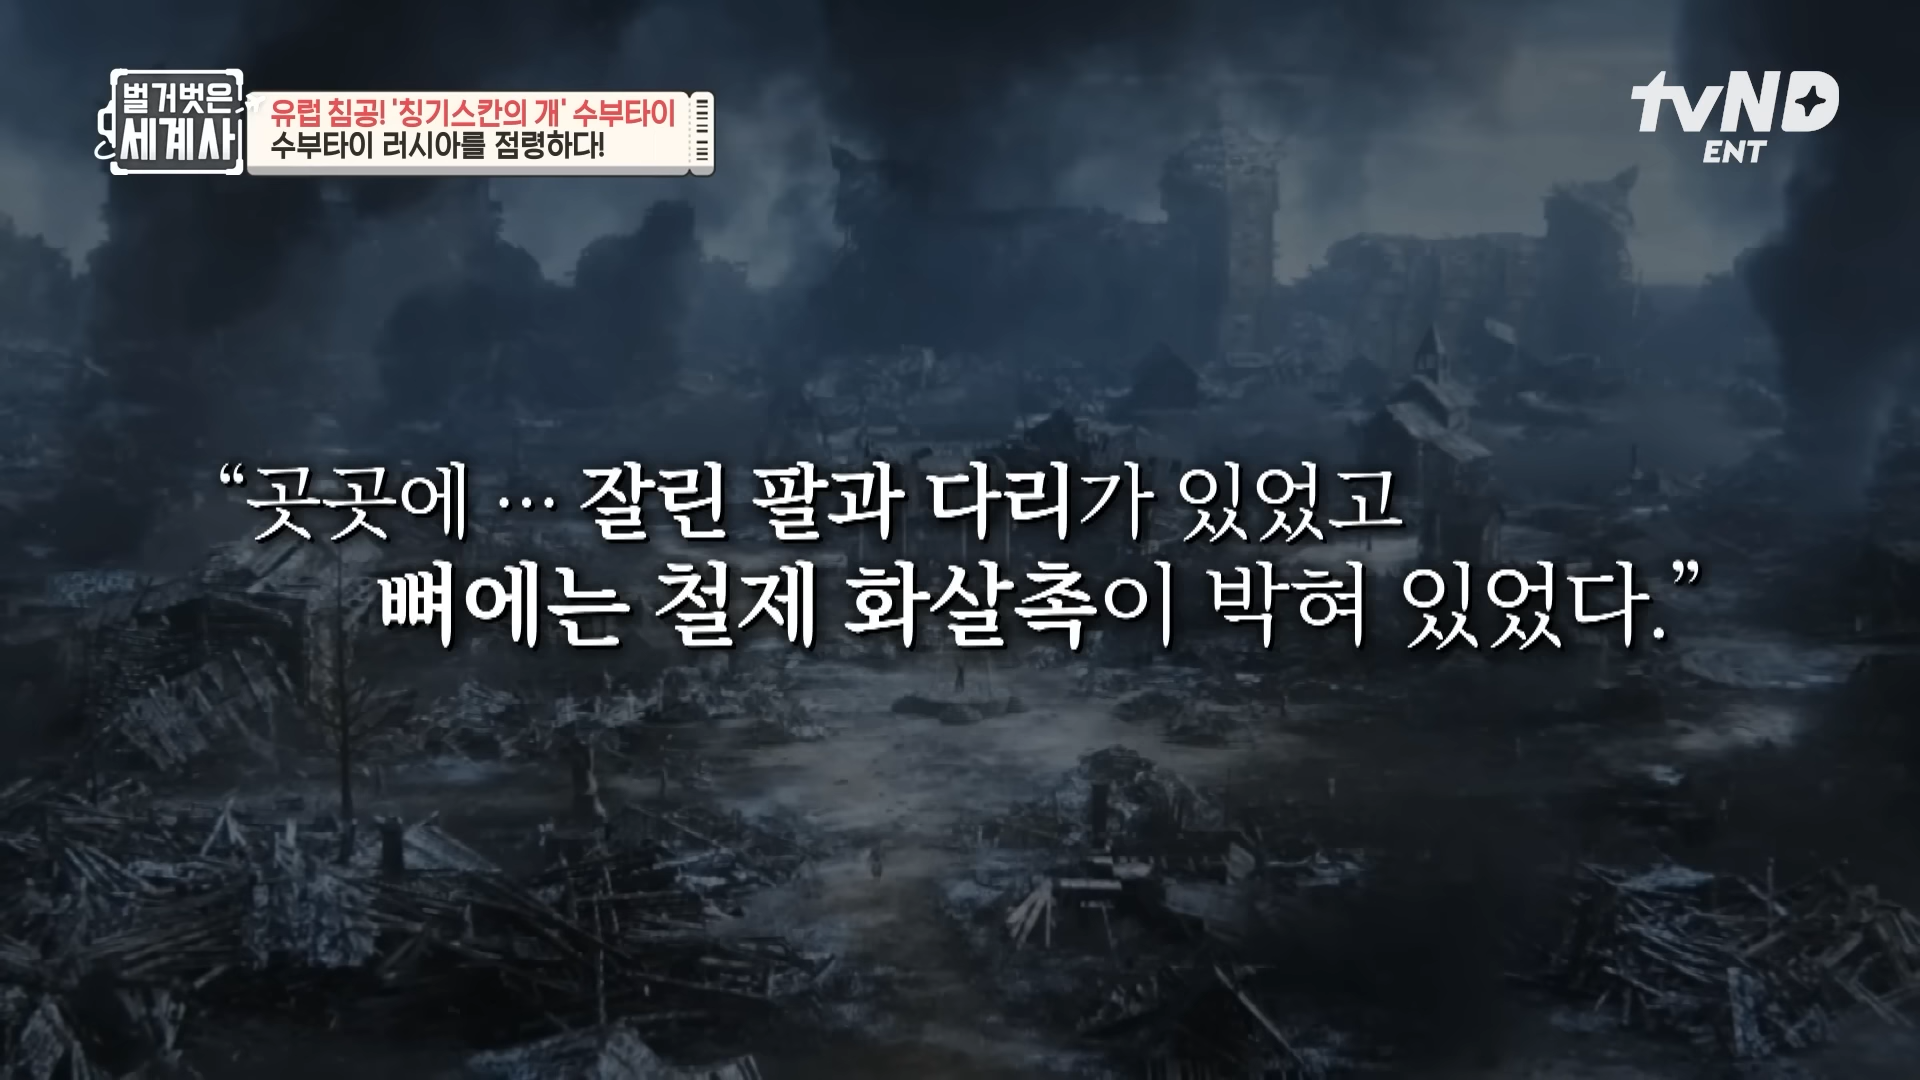 벌거벗은
세계사
유럽 침공! '칭기스칸의 개' 수부타이
수부타이 러시아를 점령하다!
tvND
ENT
“곳곳에 … 잘린 팔과 다리가 있었고
뼈에는 철제 화살촉이 박혀 있었다.”